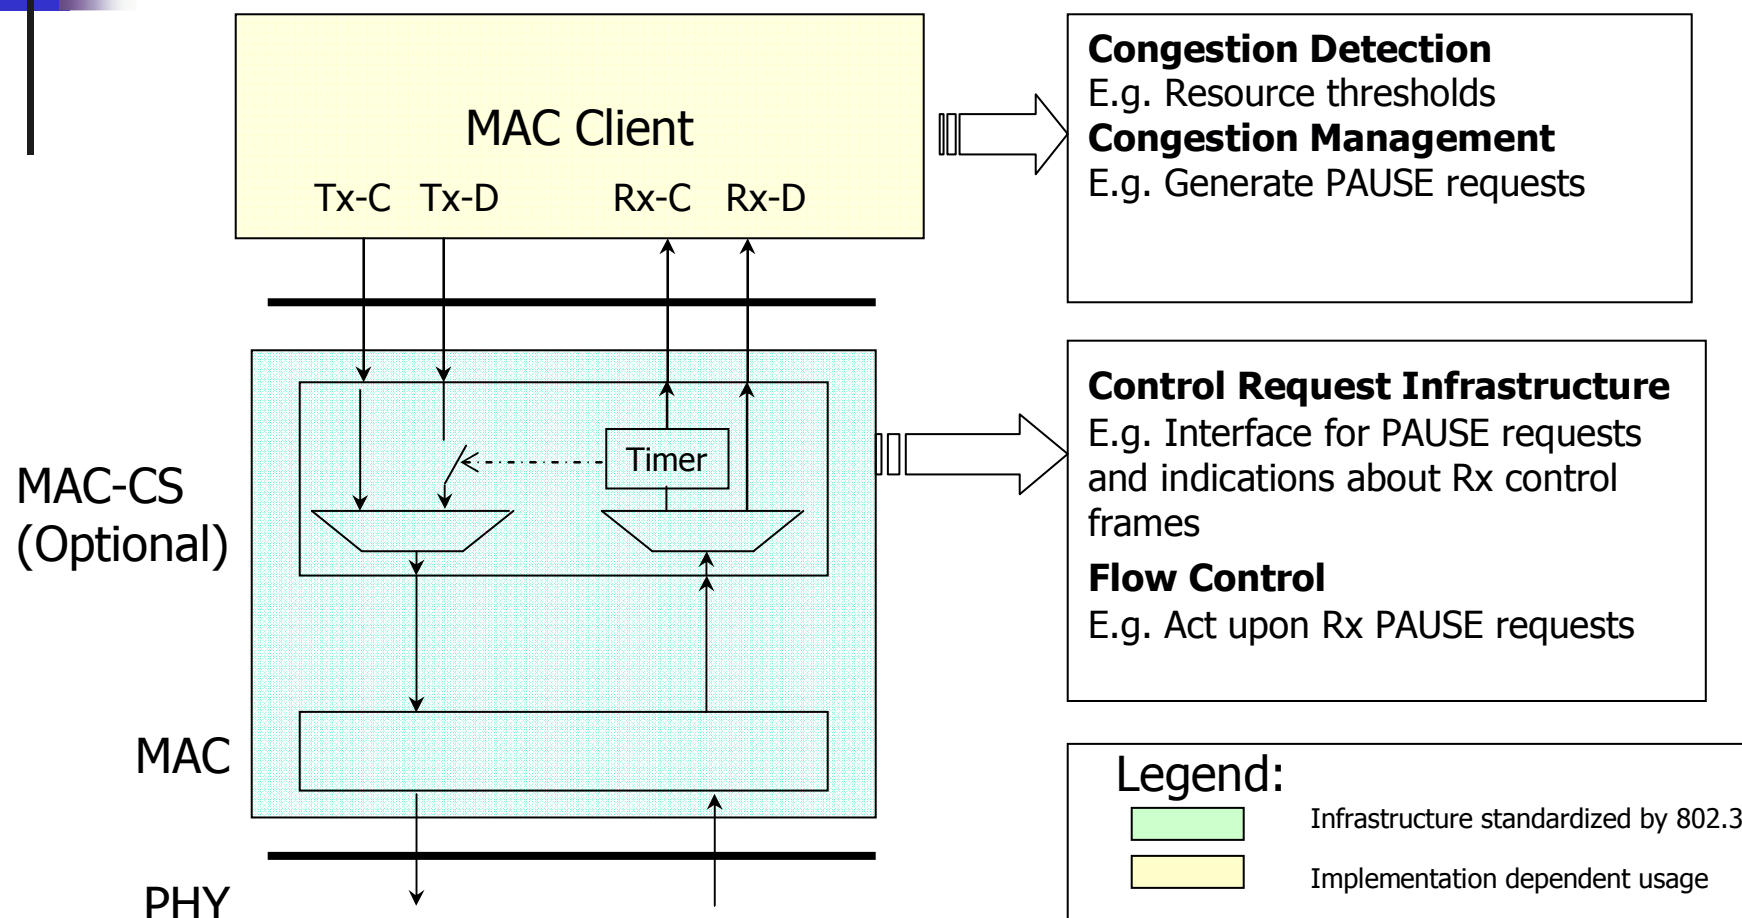 MAC Client
Tx-C Tx-D Rx-C Rx-D
Congestion Detection
E.g. Resource thresholds
Congestion Management
E.g. Generate PAUSE requests
MAC-CS
(Optional)
Timer
Control Request Infrastructure
E.g. Interface for PAUSE requests
and indications about Rx control
frames
Flow Control
E.g. Act upon Rx PAUSE requests
MAC
PHY
Legend:
Infrastructure standardized by 802.3
Implementation dependent usage